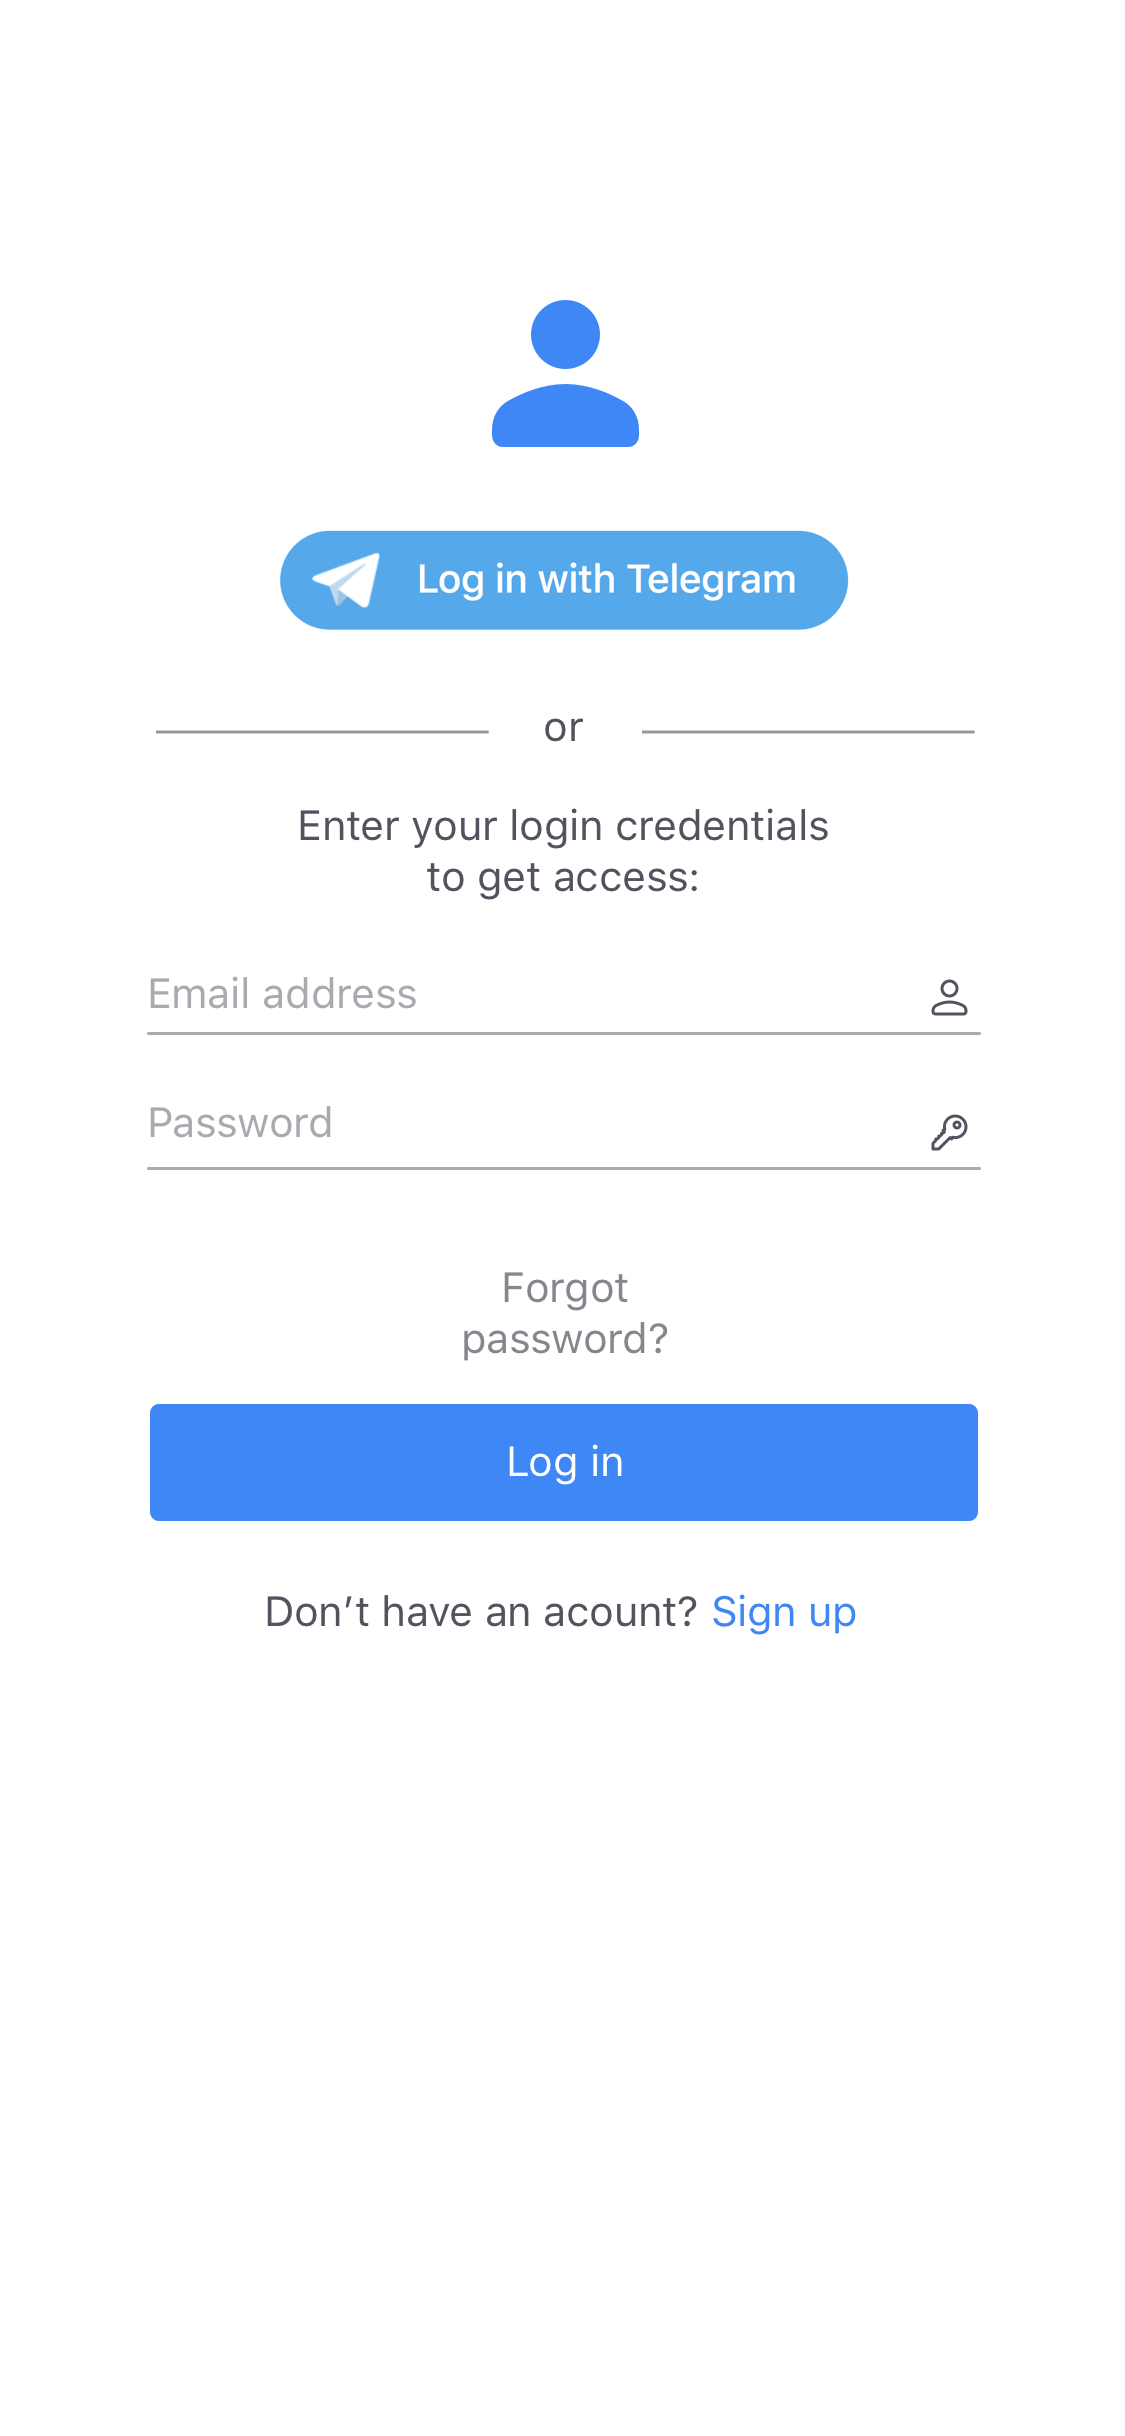 Log in with Telegram
or
Enter your login credentials
to get access:
Email address
Password
Forgot
password?
Log in
Don’t have an acount? Sign up